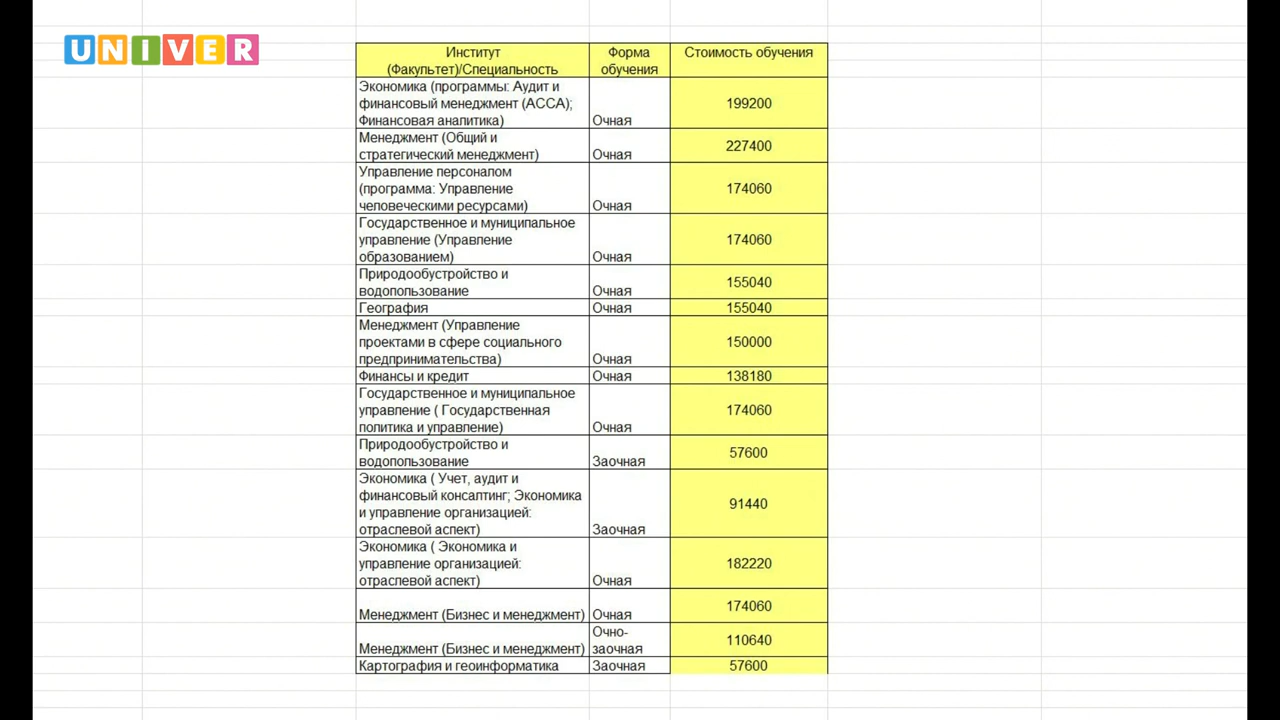 UNIVER
Институт
(Факультет)/Специальность
Форма
обучения
Стоимость обучения
Экономика (программы: Аудит и
финансовый менеджмент (АССА);
Финансовая аналитика)
Очная
199200
Менеджмент (Общий и
стратегический менеджмент)
Очная
227400
Управление персоналом
(программа: Управление
человеческими ресурсами)
Очная
174060
Государственное и муниципальное
управление (Управление
образованием)
Очная
174060
Природообустройство и
водопользование
Очная
155040
География
Очная
155040
Менеджмент (Управление
проектами в сфере социального
предпринимательства)
Очная
150000
Финансы и кредит
Очная
138180
Государственное и муниципальное
управление ( Государственная
политика и управление)
Очная
174060
Природообустройство и
водопользование
Заочная
57600
Экономика ( Учет, аудит и
финансовый консалтинг; Экономика
и управление организацией:
отраслевой аспект)
Заочная
91440
Экономика ( Экономика и
управление организацией:
отраслевой аспект)
Очная
182220
Менеджмент (Бизнес и менеджмент)
Очная
174060
Менеджмент (Бизнес и менеджмент)
Очно-
заочная
110640
Картография и геоинформатика
Заочная
57600